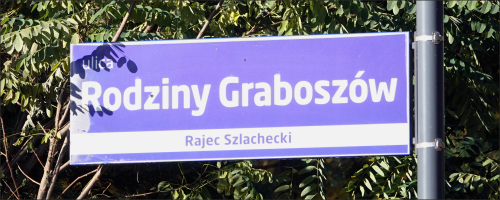 ulica
Rodziny Graboszów
Rajec Szlachecki